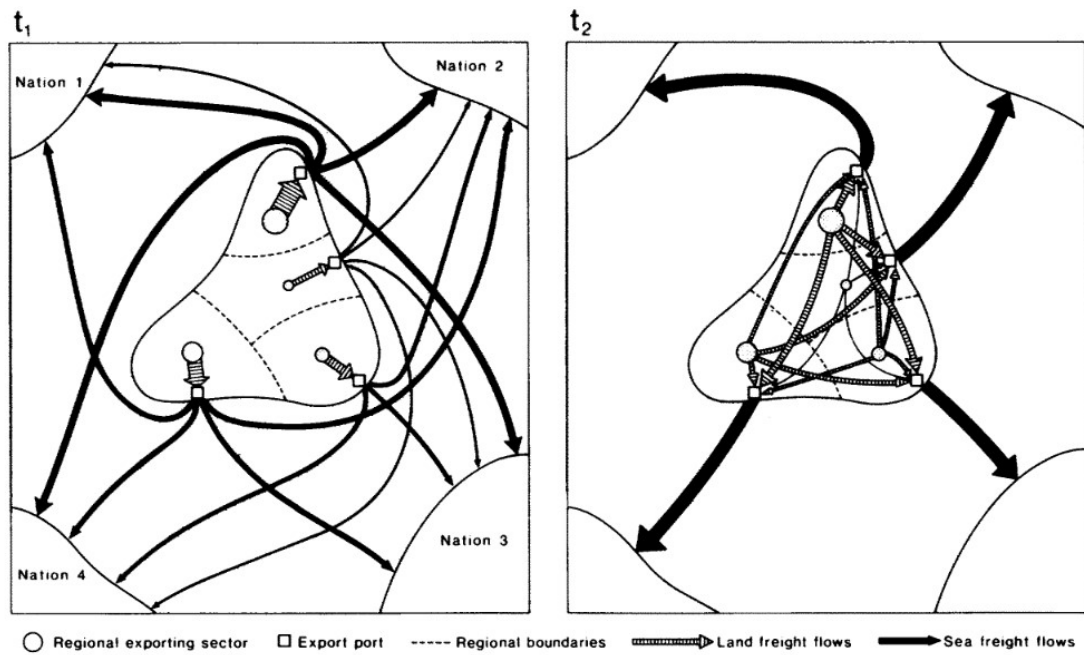 t1
t2
Nation 1
Nation 2
Nation 3
Nation 4
Regional exporting sector
Export port
Regional boundaries
Land freight flows
Sea freight flows